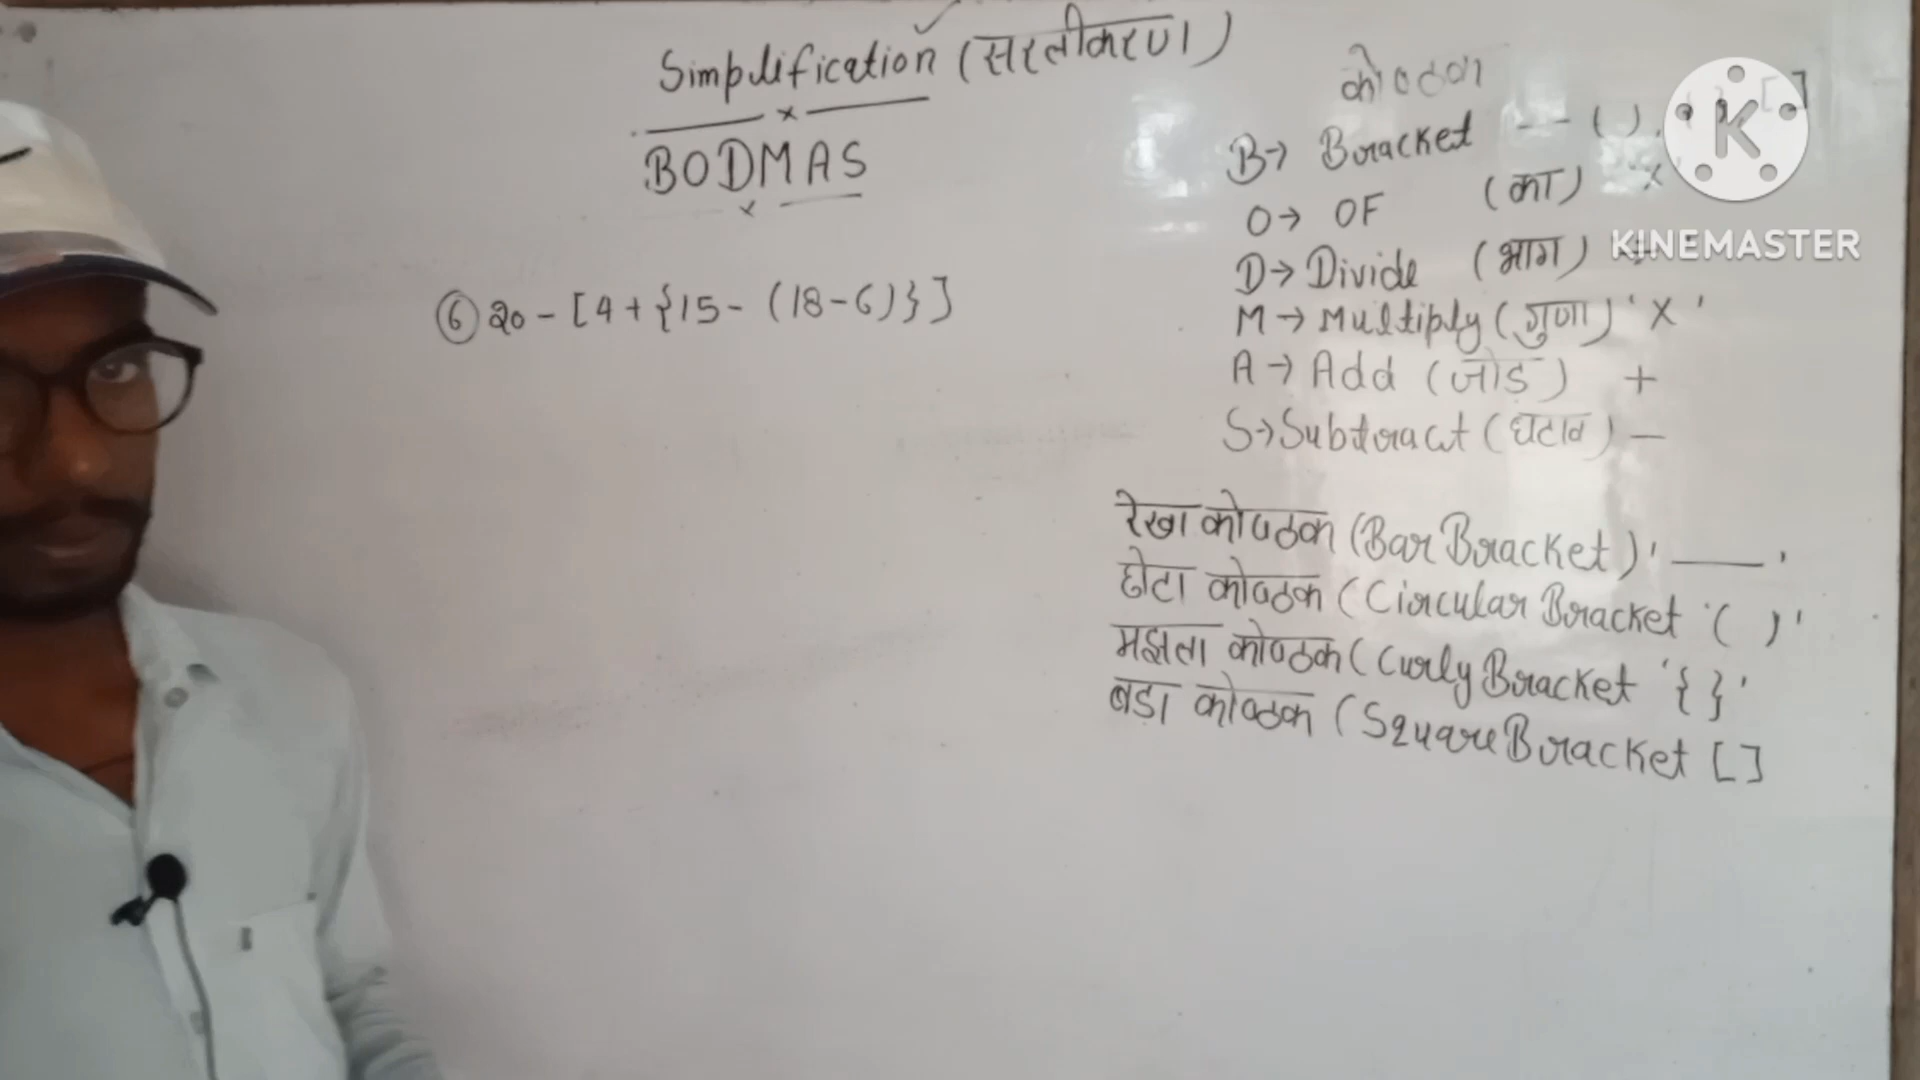 Simplification (सरलीकरण)
BODMAS
⑥ 20 - [4 + {15 - (18 - 6)}]
कोष्ठक
B→ Bracket — ( ), { }, [ ]
O→ OF (का) 'x'
D→ Divide (भाग) ÷
M→ Multiply (गुणा) 'x'
A→ Add (जोड) +
S→ Subtract (घटाव) —
रेखा कोष्ठक (Bar Bracket) '——'
छोटा कोष्ठक (Circular Bracket '( )'
मझला कोष्ठक (Curly Bracket '{ }'
बडा कोष्ठक (Square Bracket [ ]
K
KINEMASTER